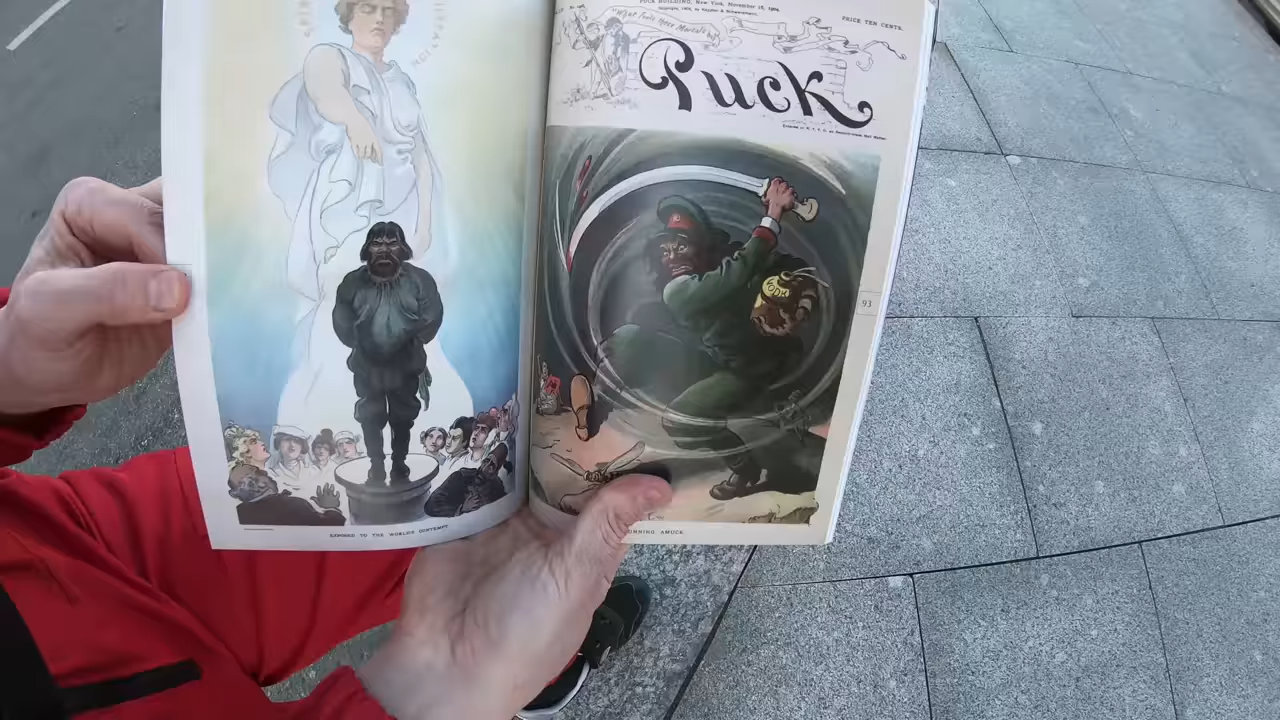 EXPOSED TO THE WORLD'S CONTEMPT
PUCK BUILDING, New York, November 16, 1904.
PRICE TEN CENTS.
"What Fools these Mortals be!"
Puck
VODK
93
RUNNING AMUCK